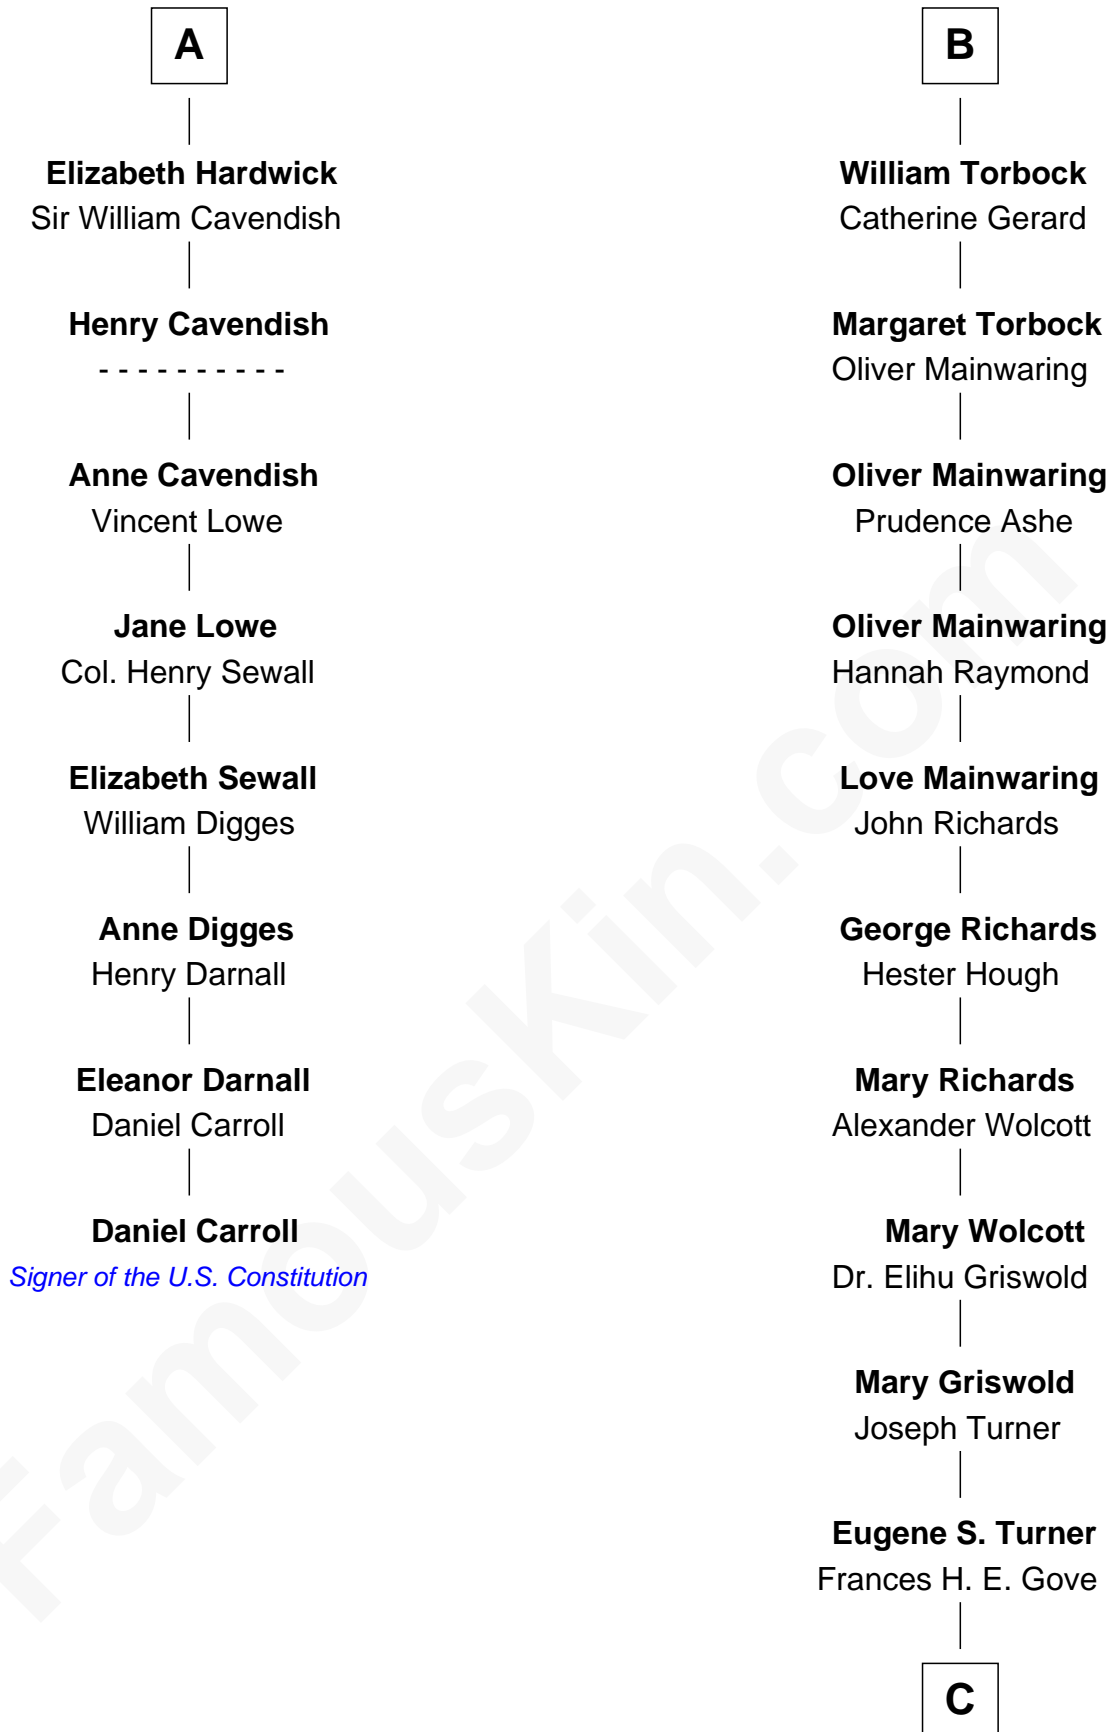 A
Elizabeth Hardwick
Sir William Cavendish
Henry Cavendish
- - - - - - - - - -
Anne Cavendish
Vincent Lowe
Jane Lowe
Col. Henry Sewall
Elizabeth Sewall
William Digges
Anne Digges
Henry Darnall
Eleanor Darnall
Daniel Carroll
Daniel Carroll
Signer of the U.S. Constitution
B
William Torbock
Catherine Gerard
Margaret Torbock
Oliver Mainwaring
Oliver Mainwaring
Prudence Ashe
Oliver Mainwaring
Hannah Raymond
Love Mainwaring
John Richards
George Richards
Hester Hough
Mary Richards
Alexander Wolcott
Mary Wolcott
Dr. Elihu Griswold
Mary Griswold
Joseph Turner
Eugene S. Turner
Frances H. E. Gove
C
FamousKin.com